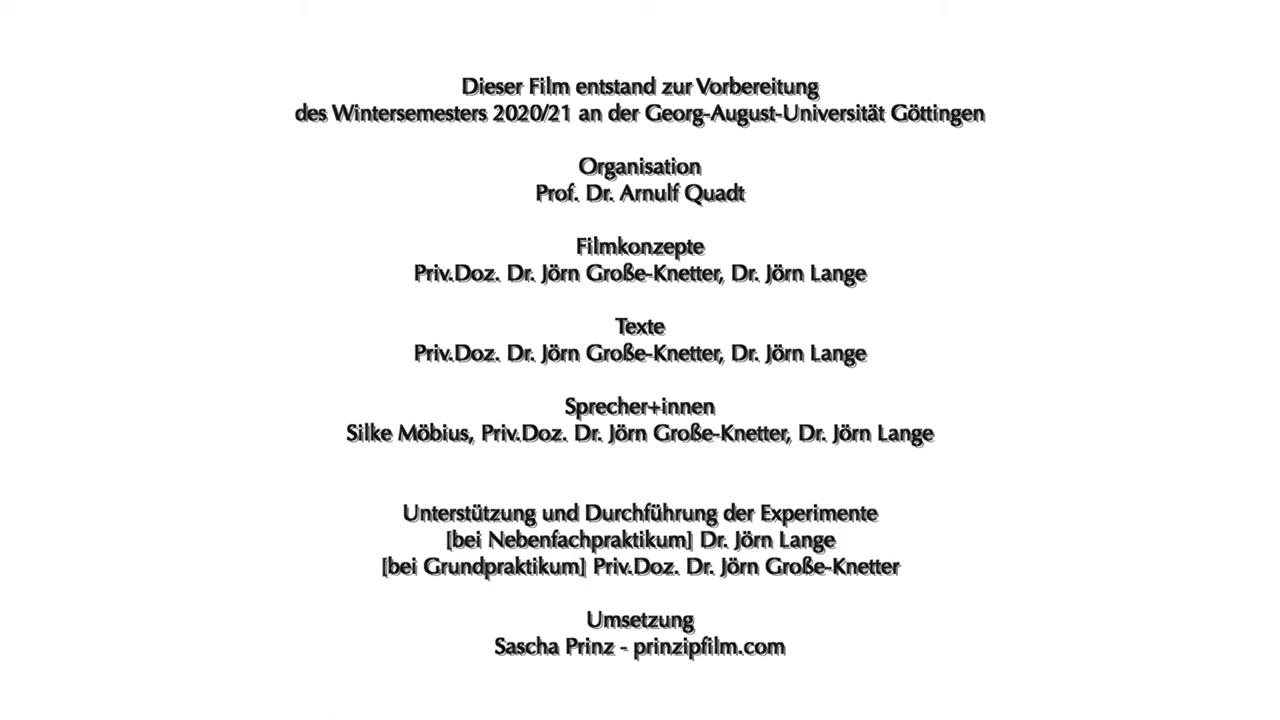 Dieser Film entstand zur Vorbereitung
des Wintersemesters 2020/21 an der Georg-August-Universität Göttingen
Organisation
Prof. Dr. Arnulf Quadt
Filmkonzepte
Priv.Doz. Dr. Jörn Große-Knetter, Dr. Jörn Lange
Texte
Priv.Doz. Dr. Jörn Große-Knetter, Dr. Jörn Lange
Sprecher+innen
Silke Möbius, Priv.Doz. Dr. Jörn Große-Knetter, Dr. Jörn Lange
Unterstützung und Durchführung der Experimente
[bei Nebenfachpraktikum] Dr. Jörn Lange
[bei Grundpraktikum] Priv.Doz. Dr. Jörn Große-Knetter
Umsetzung
Sascha Prinz - prinzipfilm.com